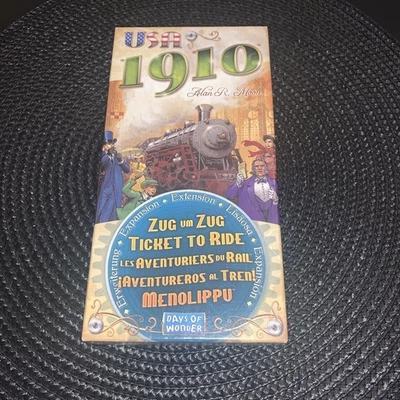 USA
1910
Alan R. Moon
Erweiterung · Expansion · Extension · Lisäosa · Expansion
ZUG UM ZUG
TICKET TO RIDE
LES AVENTURIERS DU RAIL
¡AVENTUREROS AL TREN!
MENOLIPPU
DAYS OF
WONDER